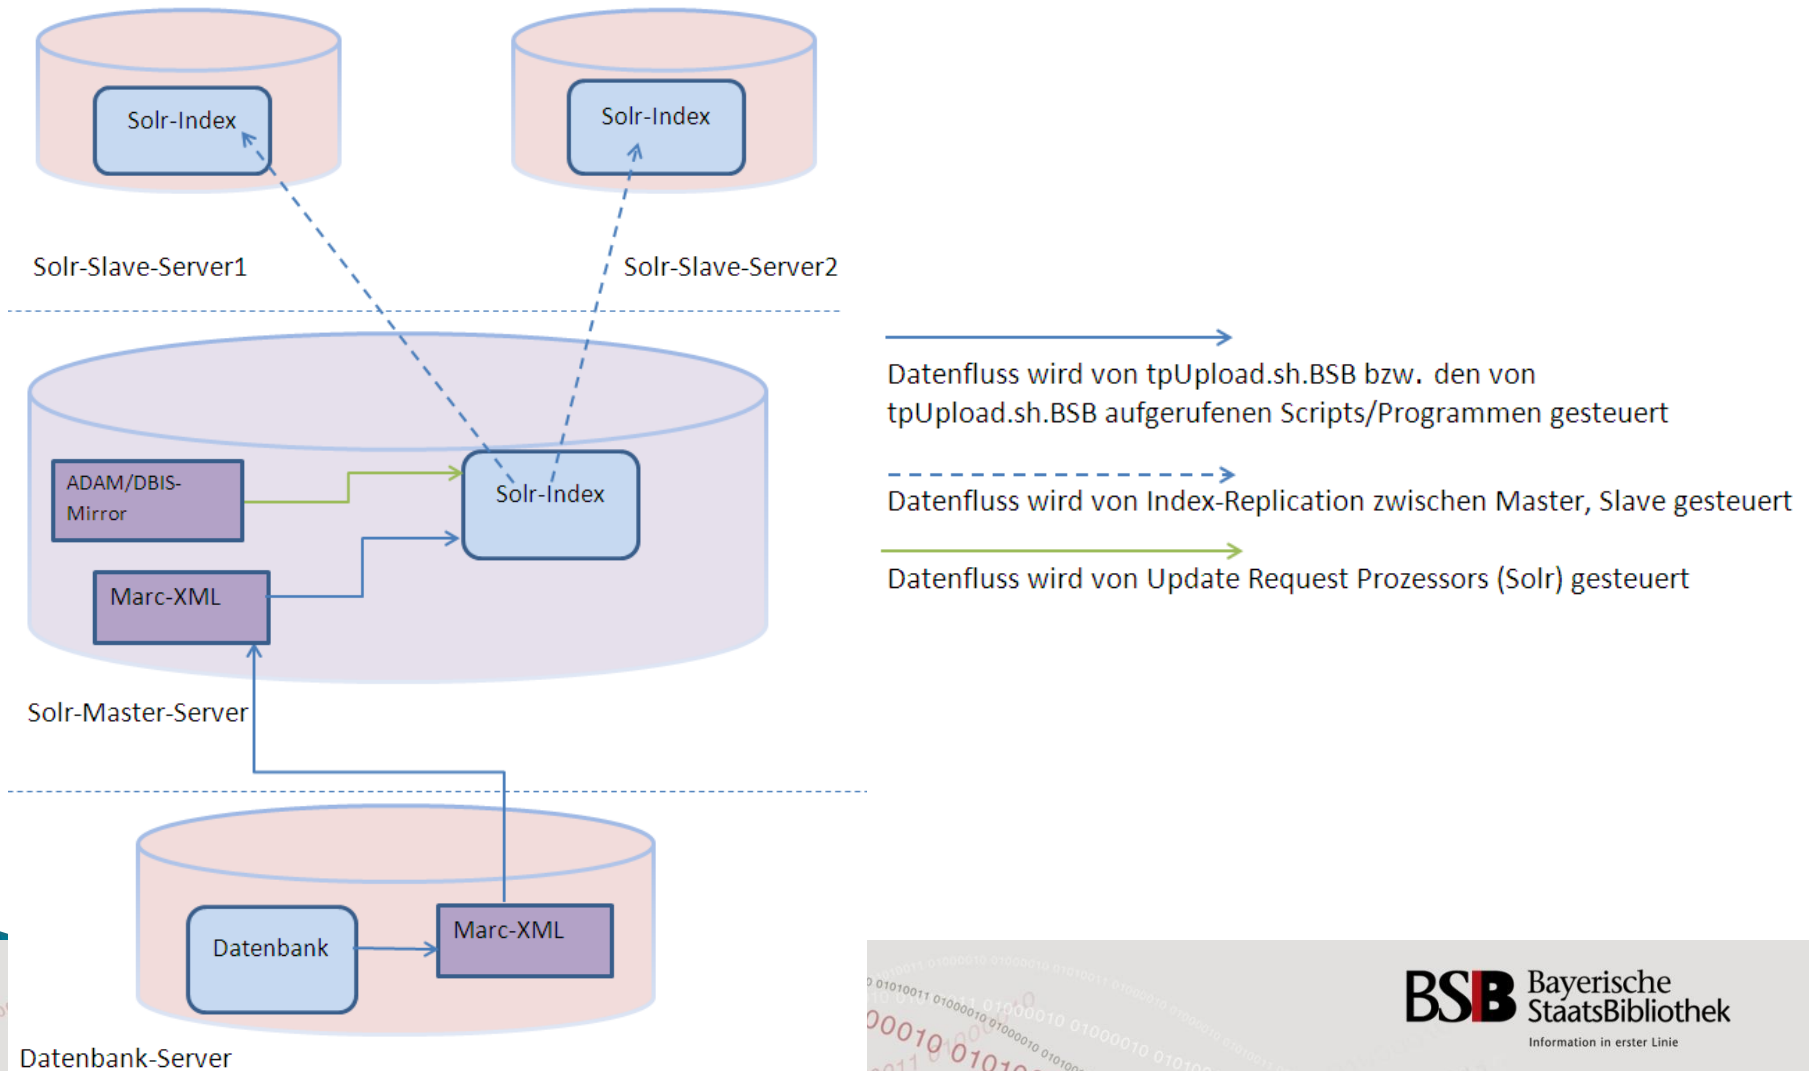 Solr-Index
Solr-Index
Solr-Slave-Server1
Solr-Slave-Server2
ADAM/DBIS-
Mirror
Solr-Index
Marc-XML
Solr-Master-Server
Datenbank
Marc-XML
Datenbank-Server
Datenfluss wird von tpUpload.sh.BSB bzw. den von
tpUpload.sh.BSB aufgerufenen Scripts/Programmen gesteuert
Datenfluss wird von Index-Replication zwischen Master, Slave gesteuert
Datenfluss wird von Update Request Prozessors (Solr) gesteuert
BSB
Bayerische
StaatsBibliothek
Information in erster Linie